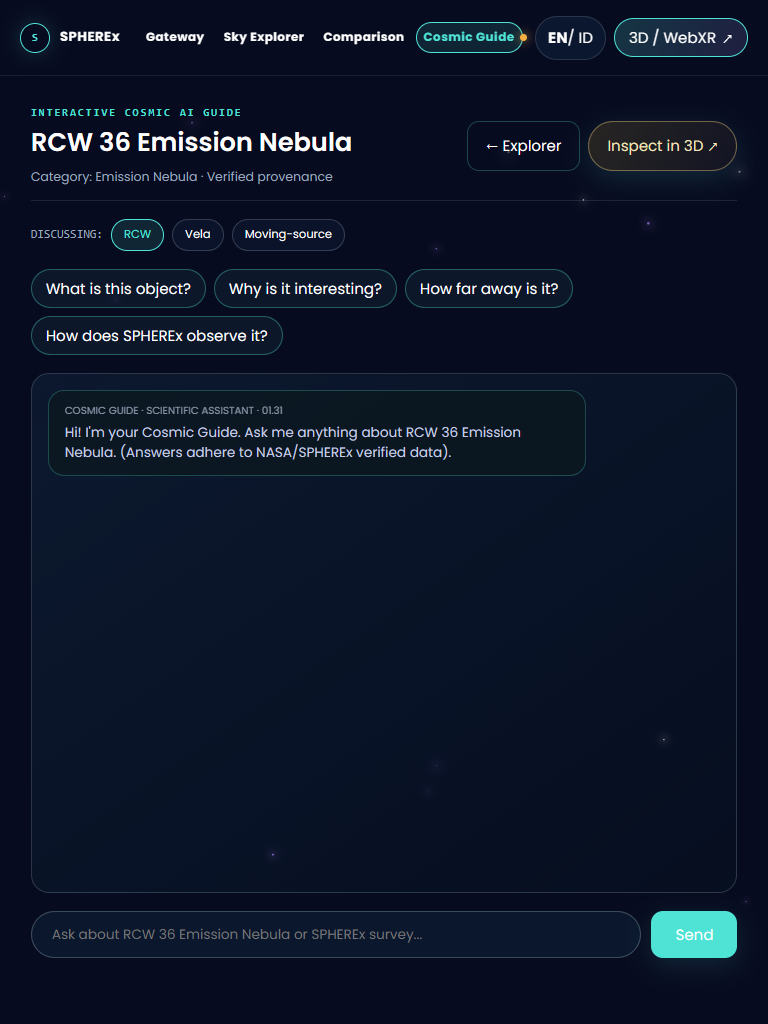 S SPHEREx Gateway Sky Explorer Comparison Cosmic Guide EN/ ID 3D / WebXR ↗
INTERACTIVE COSMIC AI GUIDE
RCW 36 Emission Nebula
Category: Emission Nebula · Verified provenance
← Explorer Inspect in 3D ↗
DISCUSSING: RCW Vela Moving-source
What is this object? Why is it interesting? How far away is it?
How does SPHEREx observe it?
COSMIC GUIDE · SCIENTIFIC ASSISTANT · 01.31
Hi! I'm your Cosmic Guide. Ask me anything about RCW 36 Emission
Nebula. (Answers adhere to NASA/SPHEREx verified data).
Ask about RCW 36 Emission Nebula or SPHEREx survey... Send